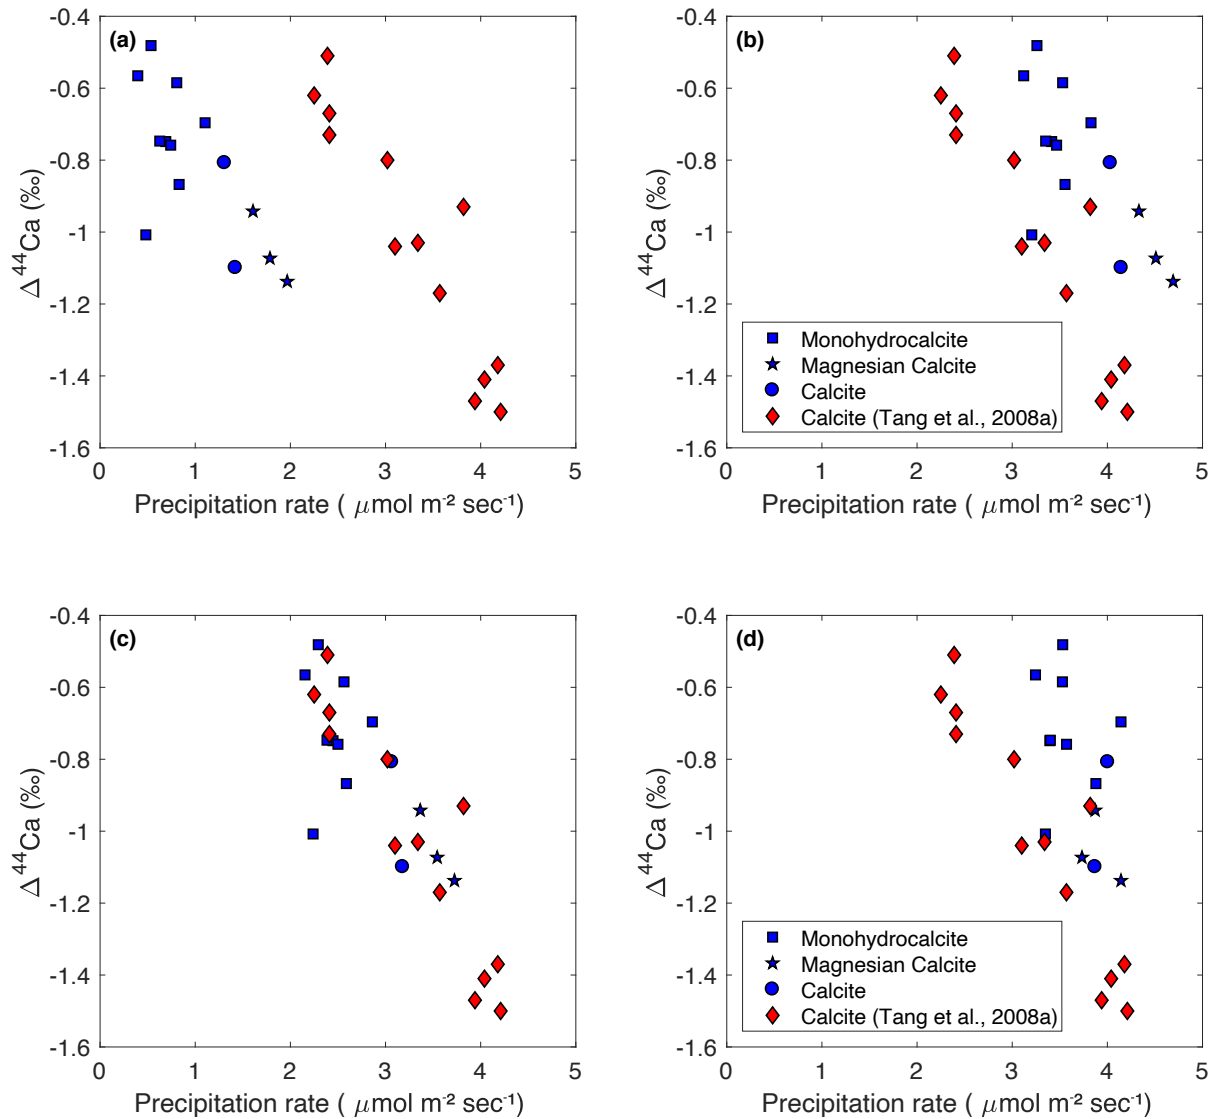 (a)
-0.4
-0.6
-0.8
-1
-1.2
-1.4
-1.6
0 1 2 3 4 5
Δ⁴⁴Ca (‰)
Precipitation rate ( μmol m⁻² sec⁻¹)
(b)
-0.4
-0.6
-0.8
-1
-1.2
-1.4
-1.6
0 1 2 3 4 5
Δ⁴⁴Ca (‰)
Precipitation rate ( μmol m⁻² sec⁻¹)
Monohydrocalcite
Magnesian Calcite
Calcite
Calcite (Tang et al., 2008a)
(c)
-0.4
-0.6
-0.8
-1
-1.2
-1.4
-1.6
0 1 2 3 4 5
Δ⁴⁴Ca (‰)
Precipitation rate ( μmol m⁻² sec⁻¹)
(d)
-0.4
-0.6
-0.8
-1
-1.2
-1.4
-1.6
0 1 2 3 4 5
Δ⁴⁴Ca (‰)
Precipitation rate ( μmol m⁻² sec⁻¹)
Monohydrocalcite
Magnesian Calcite
Calcite
Calcite (Tang et al., 2008a)